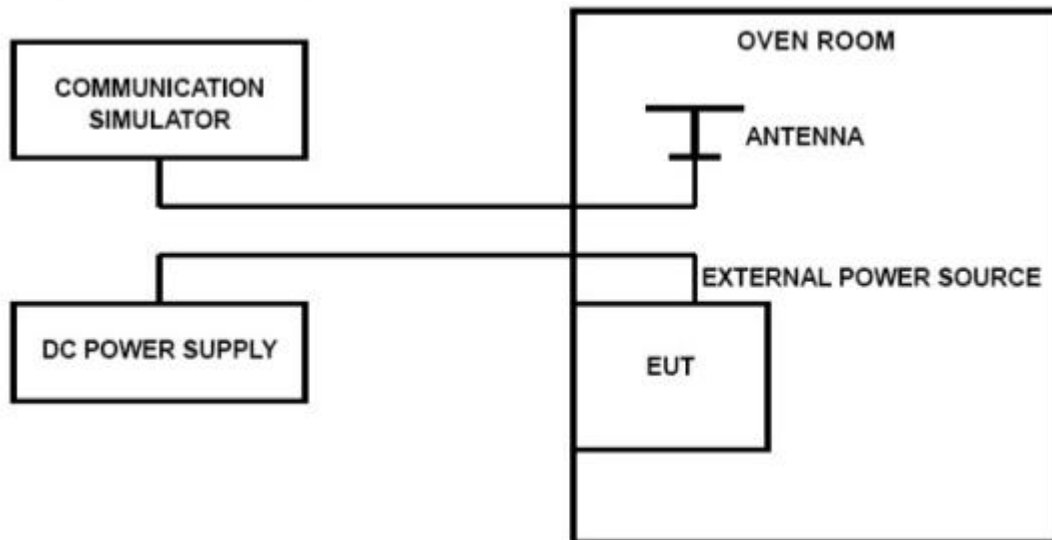 COMMUNICATION
SIMULATOR
OVEN ROOM
ANTENNA
EXTERNAL POWER SOURCE
DC POWER SUPPLY
EUT